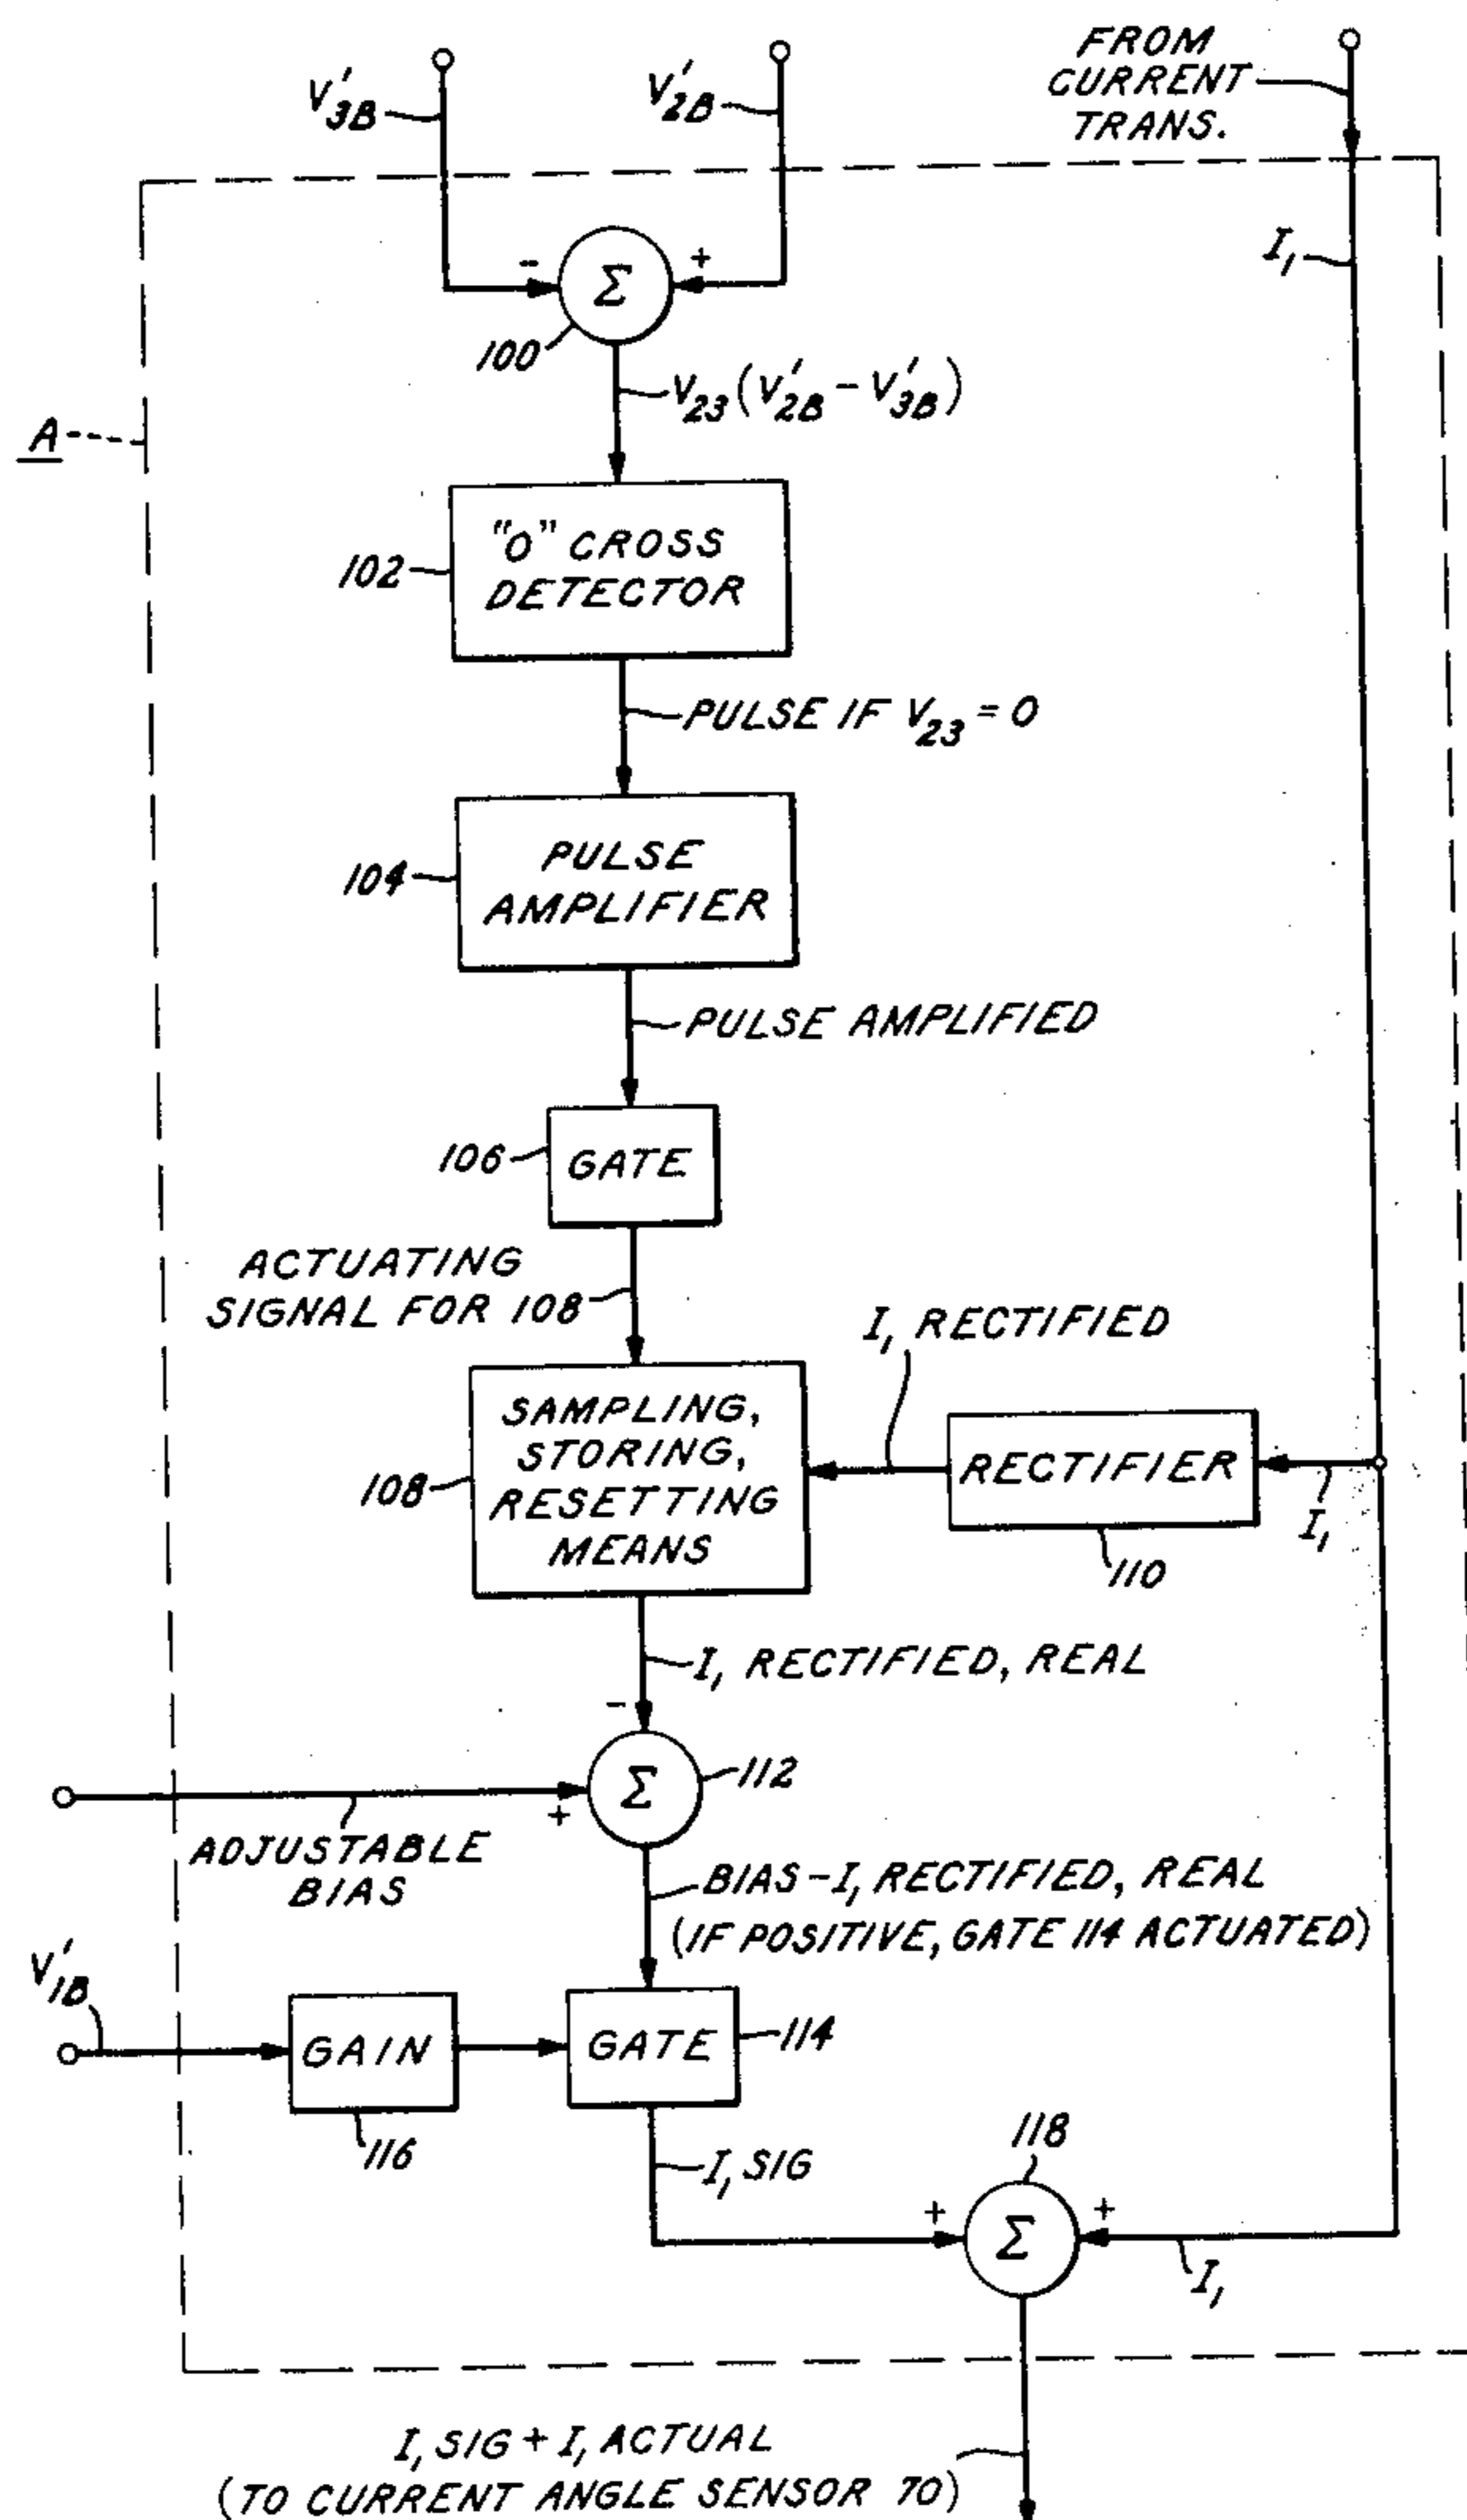 V'3B
V'2B
FROM
CURRENT
TRANS.
I1
-
+
Σ
100
V23 (V'2B - V'3B)
A
"0" CROSS
DETECTOR
102
PULSE IF V23 = 0
PULSE
AMPLIFIER
104
PULSE AMPLIFIED
106
GATE
ACTUATING
SIGNAL FOR 108
I1 RECTIFIED
SAMPLING,
STORING,
RESETTING
MEANS
108
RECTIFIER
I1
110
I1 RECTIFIED, REAL
-
Σ
112
+
ADJUSTABLE
BIAS
BIAS-I1 RECTIFIED, REAL
(IF POSITIVE, GATE 114 ACTUATED)
V'1B
GAIN
GATE
114
116
I1 SIG
118
+
+
Σ
I1
I1 SIG + I1 ACTUAL
(TO CURRENT ANGLE SENSOR 70)